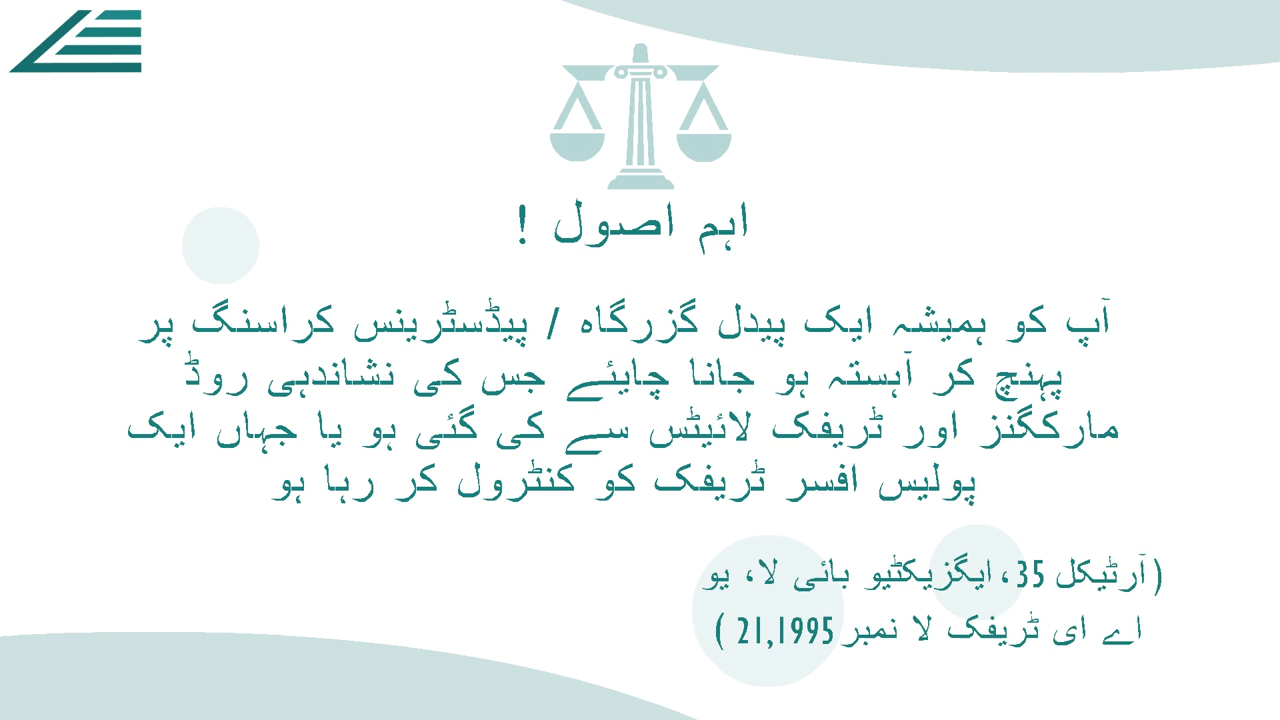 اہم اصول !
آپ کو ہمیشہ ایک پیدل گزرگاہ / پیڈسٹرینس کراسنگ پر
پہنچ کر آہستہ ہو جانا چاہئے جس کی نشاندہی روڈ
مارکگنز اور ٹریفک لائیٹس سے کی گئی ہو یا جہاں ایک
پولیس افسر ٹریفک کو کنٹرول کر رہا ہو
( آرٹیکل 35، ایگزیکٹیو بائی لا، یو
اے ای ٹریفک لا نمبر 21,1995 )